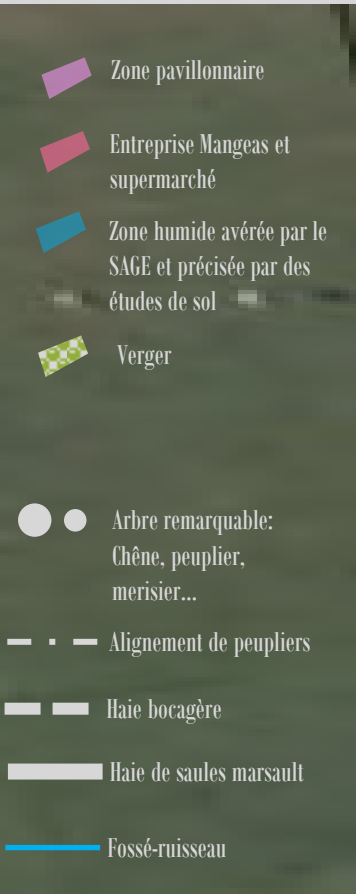 Zone pavillonnaire
Entreprise Mangeas et
supermarché
Zone humide avérée par le
SAGE et précisée par des
études de sol
Verger
Arbre remarquable:
Chêne, peuplier,
merisier...
Alignement de peupliers
Haie bocagère
Haie de saules marsault
Fossé-ruisseau